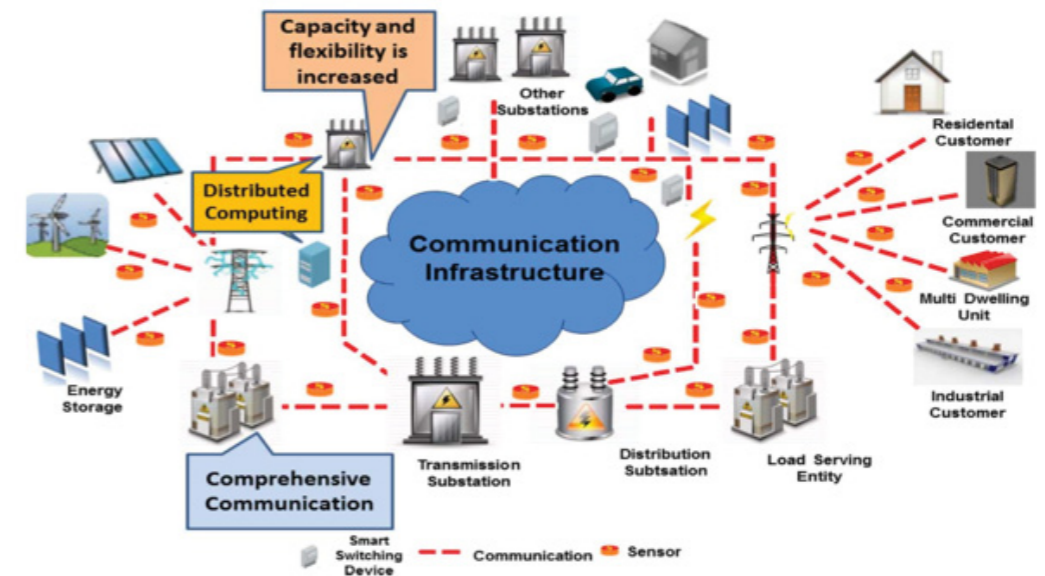 Capacity and
flexibility is
increased
Other
Substations
Residental
Customer
Distributed
Computing
Commercial
Customer
Communication
Infrastructure
Multi Dwelling
Unit
Energy
Storage
Industrial
Customer
Transmission
Substation
Distribution
Subtsation
Load Serving
Entity
Comprehensive
Communication
Smart
Switching
Device
Communication
Sensor